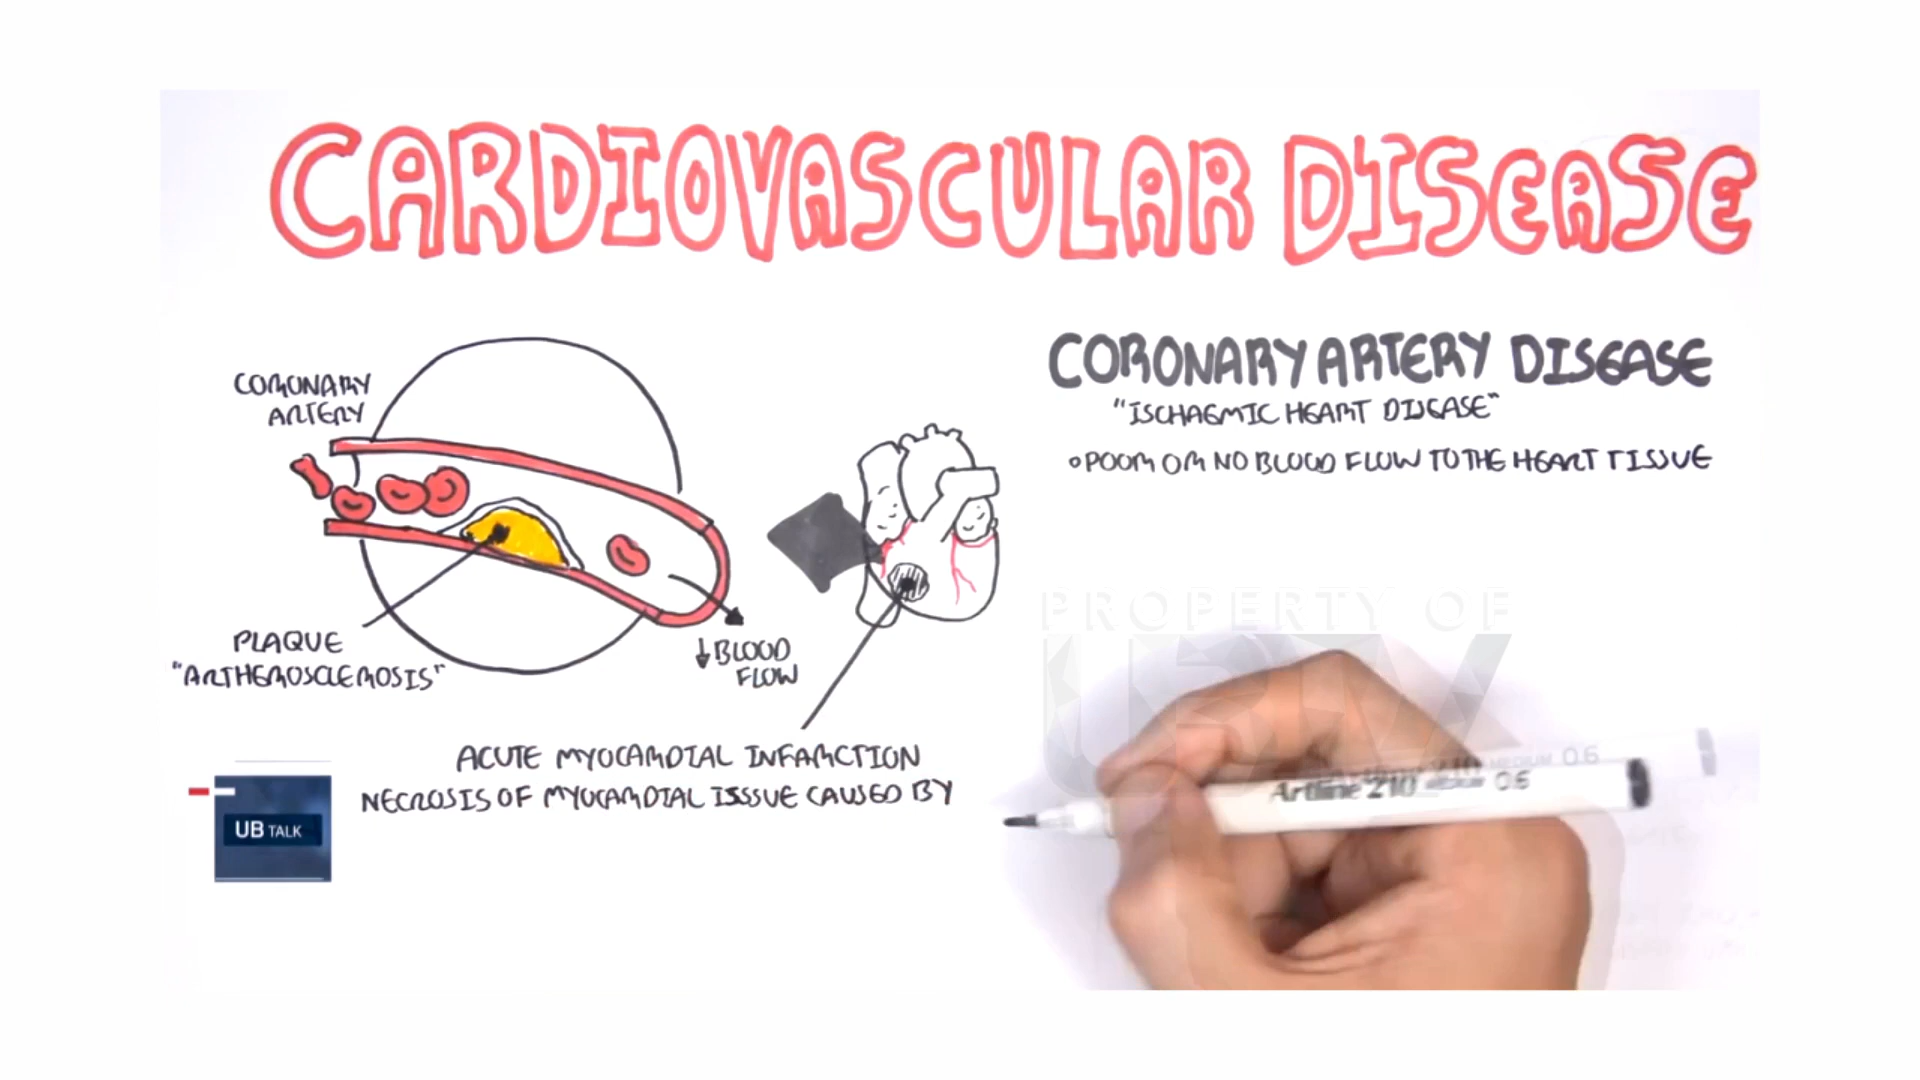 CARDIOVASCULAR DISEASE
CORONARY
ARTERY
PLAQUE
"ARTHEROSCLEROSIS"
↓ BLOOD
FLOW
ACUTE MYOCARDIAL INFARCTION
NECROSIS OF MYOCARDIAL TISSUE CAUSED BY
UB TALK
CORONARY ARTERY DISEASE
"ISCHAEMIC HEART DISEASE"
• POOR OR NO BLOOD FLOW TO THE HEART TISSUE
PROPERTY OF
Artline 210 MEDIUM 0.6